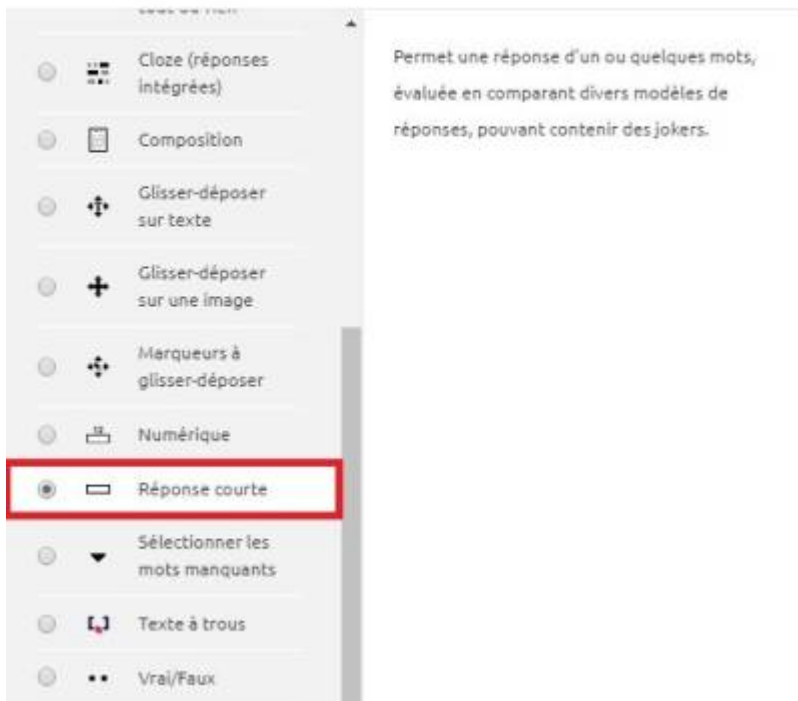 Cloze (réponses
intégrées)
Composition
Glisser-déposer
sur texte
Glisser-déposer
sur une image
Marqueurs à
glisser-déposer
12
Numérique
Réponse courte
Sélectionner les
mots manquants
Texte à trous
Vrai/Faux
Permet une réponse d'un ou quelques mots,
évaluée en comparant divers modèles de
réponses, pouvant contenir des jokers.